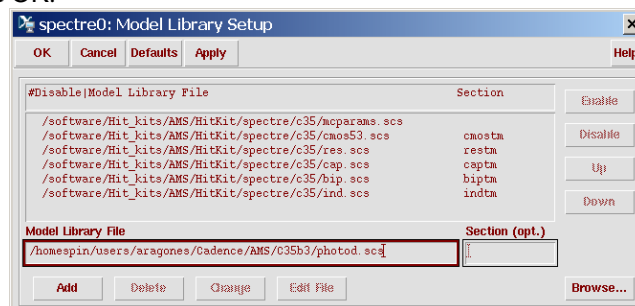 spectre0: Model Library Setup
OK Cancel Defaults Apply Help
#Disable|Model Library File Section
/software/Hit_kits/AMS/HitKit/spectre/c35/mcparams.scs
/software/Hit_kits/AMS/HitKit/spectre/c35/cmos53.scs cmostm
/software/Hit_kits/AMS/HitKit/spectre/c35/res.scs restm
/software/Hit_kits/AMS/HitKit/spectre/c35/cap.scs captm
/software/Hit_kits/AMS/HitKit/spectre/c35/bip.scs biptm
/software/Hit_kits/AMS/HitKit/spectre/c35/ind.scs indtm
Enable
Disable
Up
Down
Model Library File Section (opt.)
/homespin/users/aragones/Cadence/AMS/C35b3/photod.scs
Add Delete Change Edit File Browse...